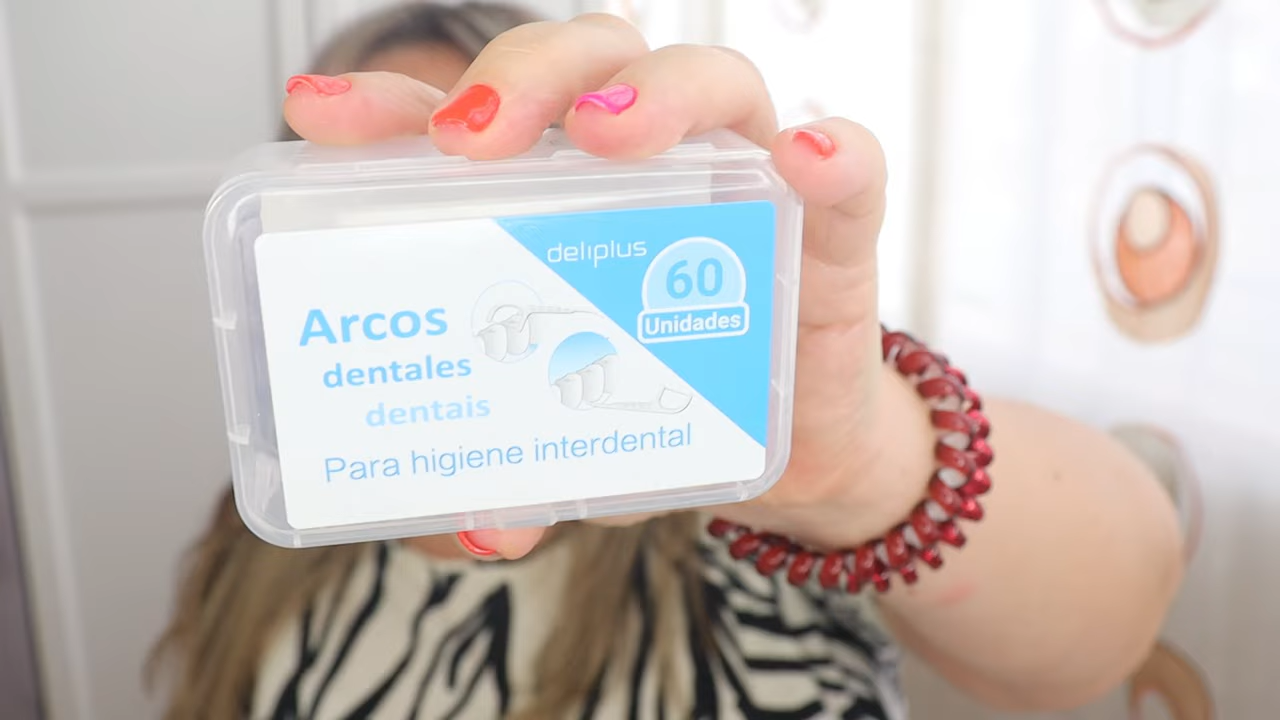 deliplus
60
Unidades
Arcos
dentales
dentais
Para higiene interdental